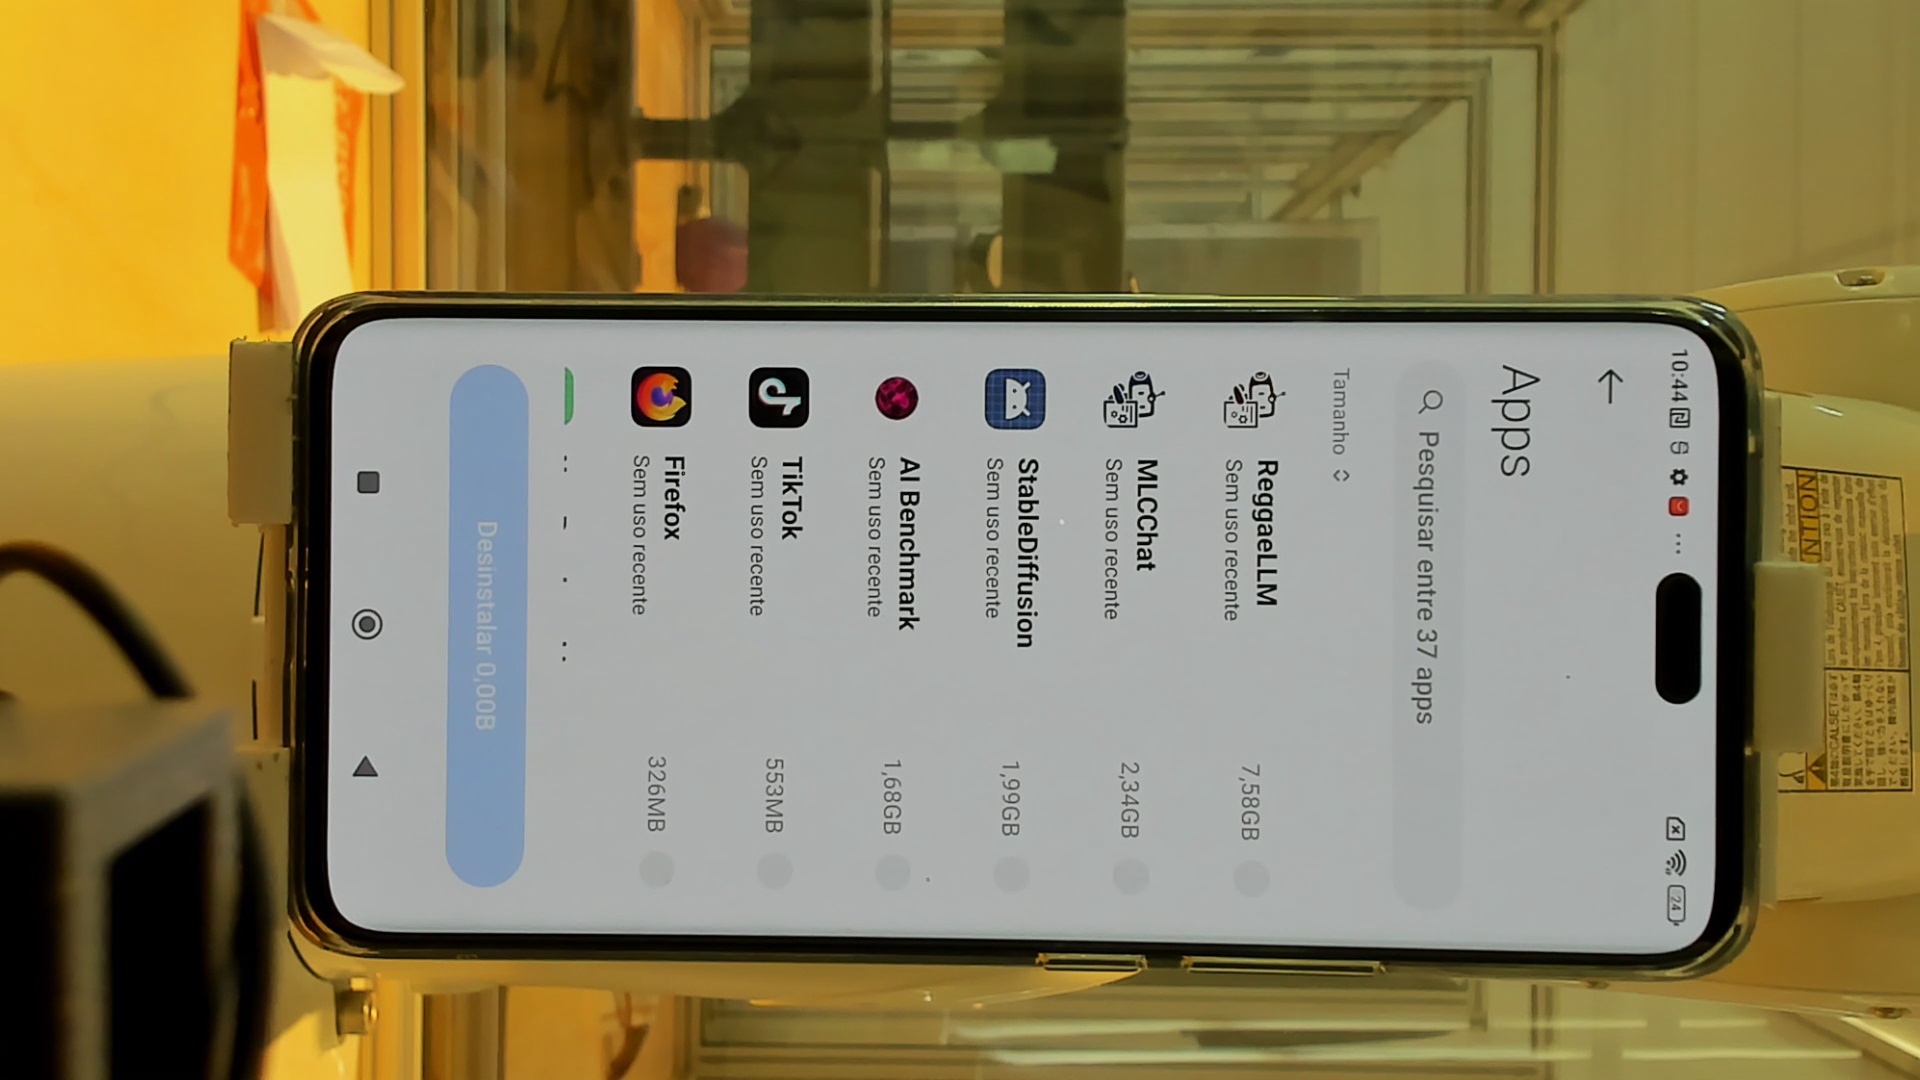 10:44
24
Apps
Pesquisar entre 37 apps
Tamanho
ReggaeLLM
Sem uso recente
7,58GB
MLCChat
Sem uso recente
2,34GB
StableDiffusion
Sem uso recente
1,99GB
AI Benchmark
Sem uso recente
1,68GB
TikTok
Sem uso recente
553MB
Firefox
Sem uso recente
326MB
Desinstalar 0,00B